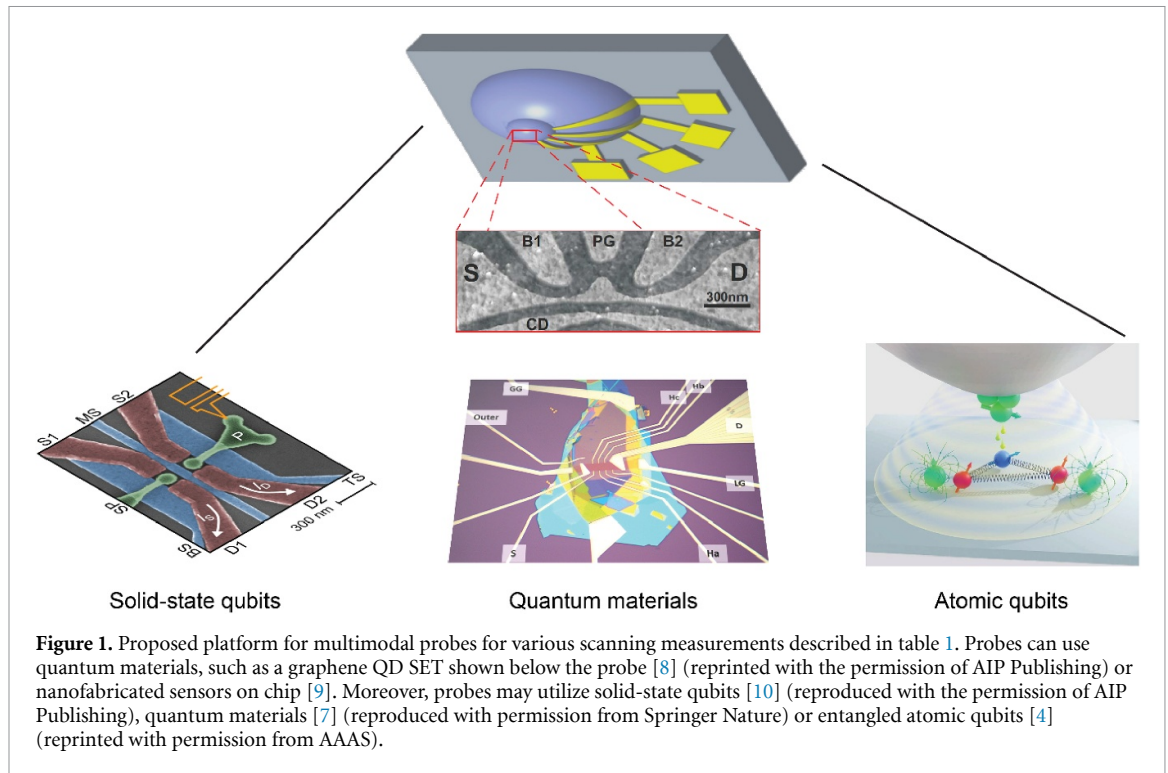 B1 PG B2
S D
300nm
CD
S1 MS S2
P
I_D
I_S
SP
BS D1 D2 TS
300 nm
GG
Outer
Hc Hb
D
LG
S
Ha
Solid-state qubits Quantum materials Atomic qubits
Figure 1. Proposed platform for multimodal probes for various scanning measurements described in table 1. Probes can use
quantum materials, such as a graphene QD SET shown below the probe [8] (reprinted with the permission of AIP Publishing) or
nanofabricated sensors on chip [9]. Moreover, probes may utilize solid-state qubits [10] (reproduced with the permission of AIP
Publishing), quantum materials [7] (reproduced with permission from Springer Nature) or entangled atomic qubits [4]
(reprinted with permission from AAAS).